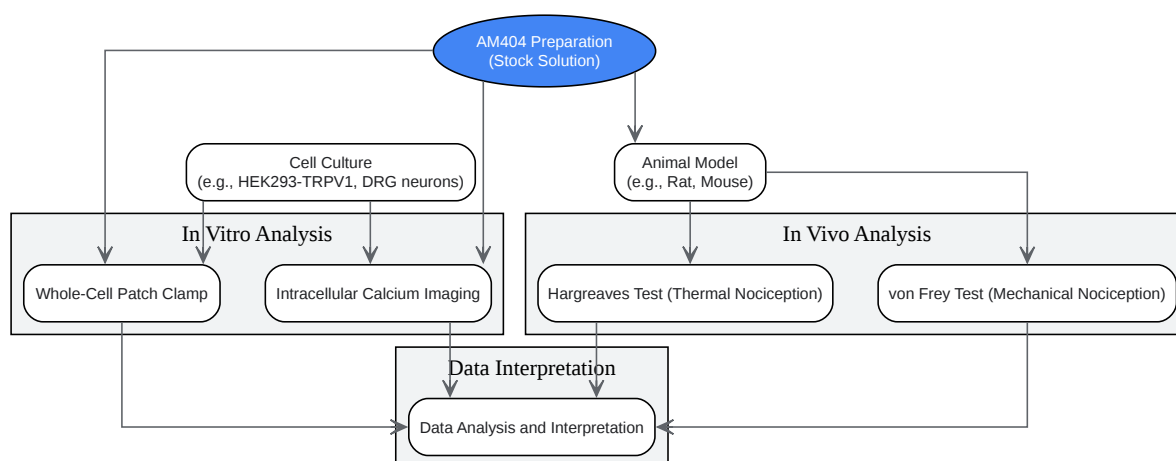 AM404 Preparation
(Stock Solution)
Cell Culture
(e.g., HEK293-TRPV1, DRG neurons)
Animal Model
(e.g., Rat, Mouse)
In Vitro Analysis
In Vivo Analysis
Whole-Cell Patch Clamp
Intracellular Calcium Imaging
Hargreaves Test (Thermal Nociception)
von Frey Test (Mechanical Nociception)
Data Interpretation
Data Analysis and Interpretation